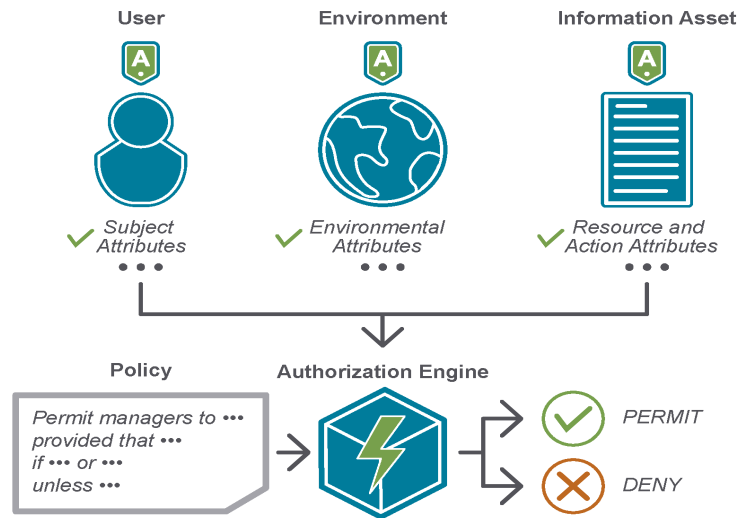 User
Environment
Information Asset
A
A
A
Subject
Attributes
Environmental
Attributes
Resource and
Action Attributes
•••
•••
•••
Policy
Authorization Engine
Permit managers to •••
provided that •••
if ••• or •••
unless •••
PERMIT
DENY